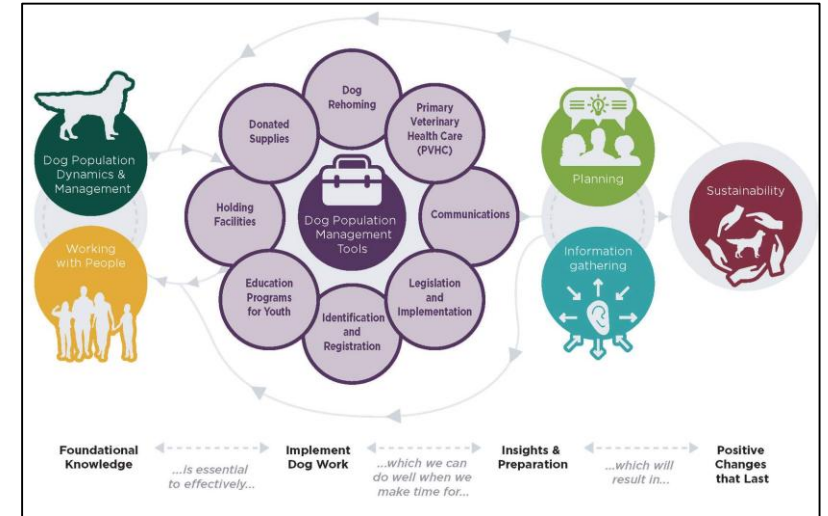 Dog Population
Dynamics &
Management
Working
with People
Dog
Rehoming
Donated
Supplies
Primary
Veterinary
Health Care
(PVHC)
Holding
Facilities
Dog Population
Management
Tools
Communications
Education
Programs
for Youth
Identification
and
Registration
Legislation
and
Implementation
Planning
Information
gathering
Sustainability
Foundational
Knowledge
...is essential
to effectively...
Implement
Dog Work
...which we can
do well when we
make time for...
Insights &
Preparation
...which will
result in...
Positive
Changes
that Last